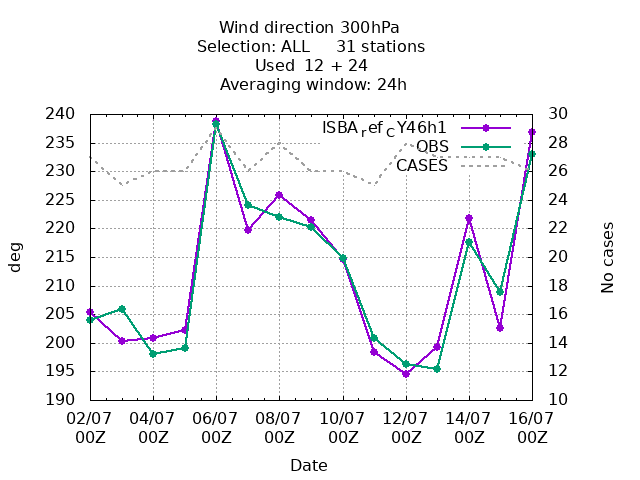 Wind direction 300hPa
Selection: ALL 31 stations
Used 12 + 24
Averaging window: 24h
ISBA_ref_CY46h1
OBS
CASES
240
235
230
225
220
215
210
205
200
195
190
30
28
26
24
22
20
18
16
14
12
10
deg
No cases
02/07 04/07 06/07 08/07 10/07 12/07 14/07 16/07
00Z 00Z 00Z 00Z 00Z 00Z 00Z 00Z
Date